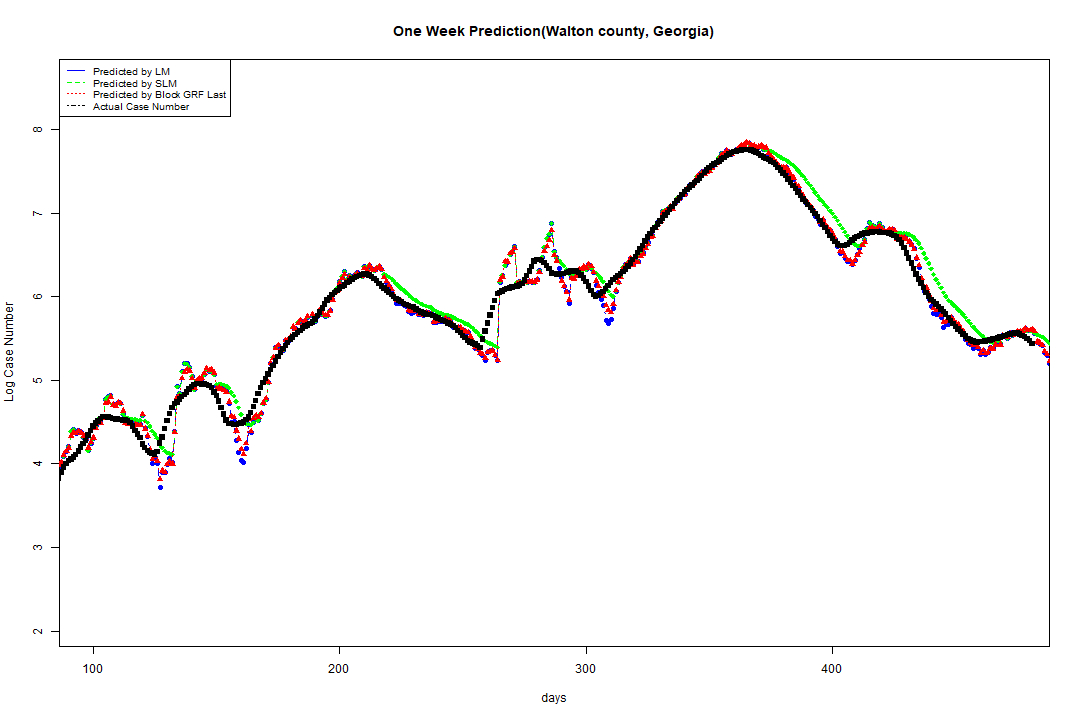 One Week Prediction(Walton county, Georgia)
Predicted by LM
Predicted by SLM
Predicted by Block GRF Last
Actual Case Number
Log Case Number
8
7
6
5
4
3
2
100 200 300 400
days